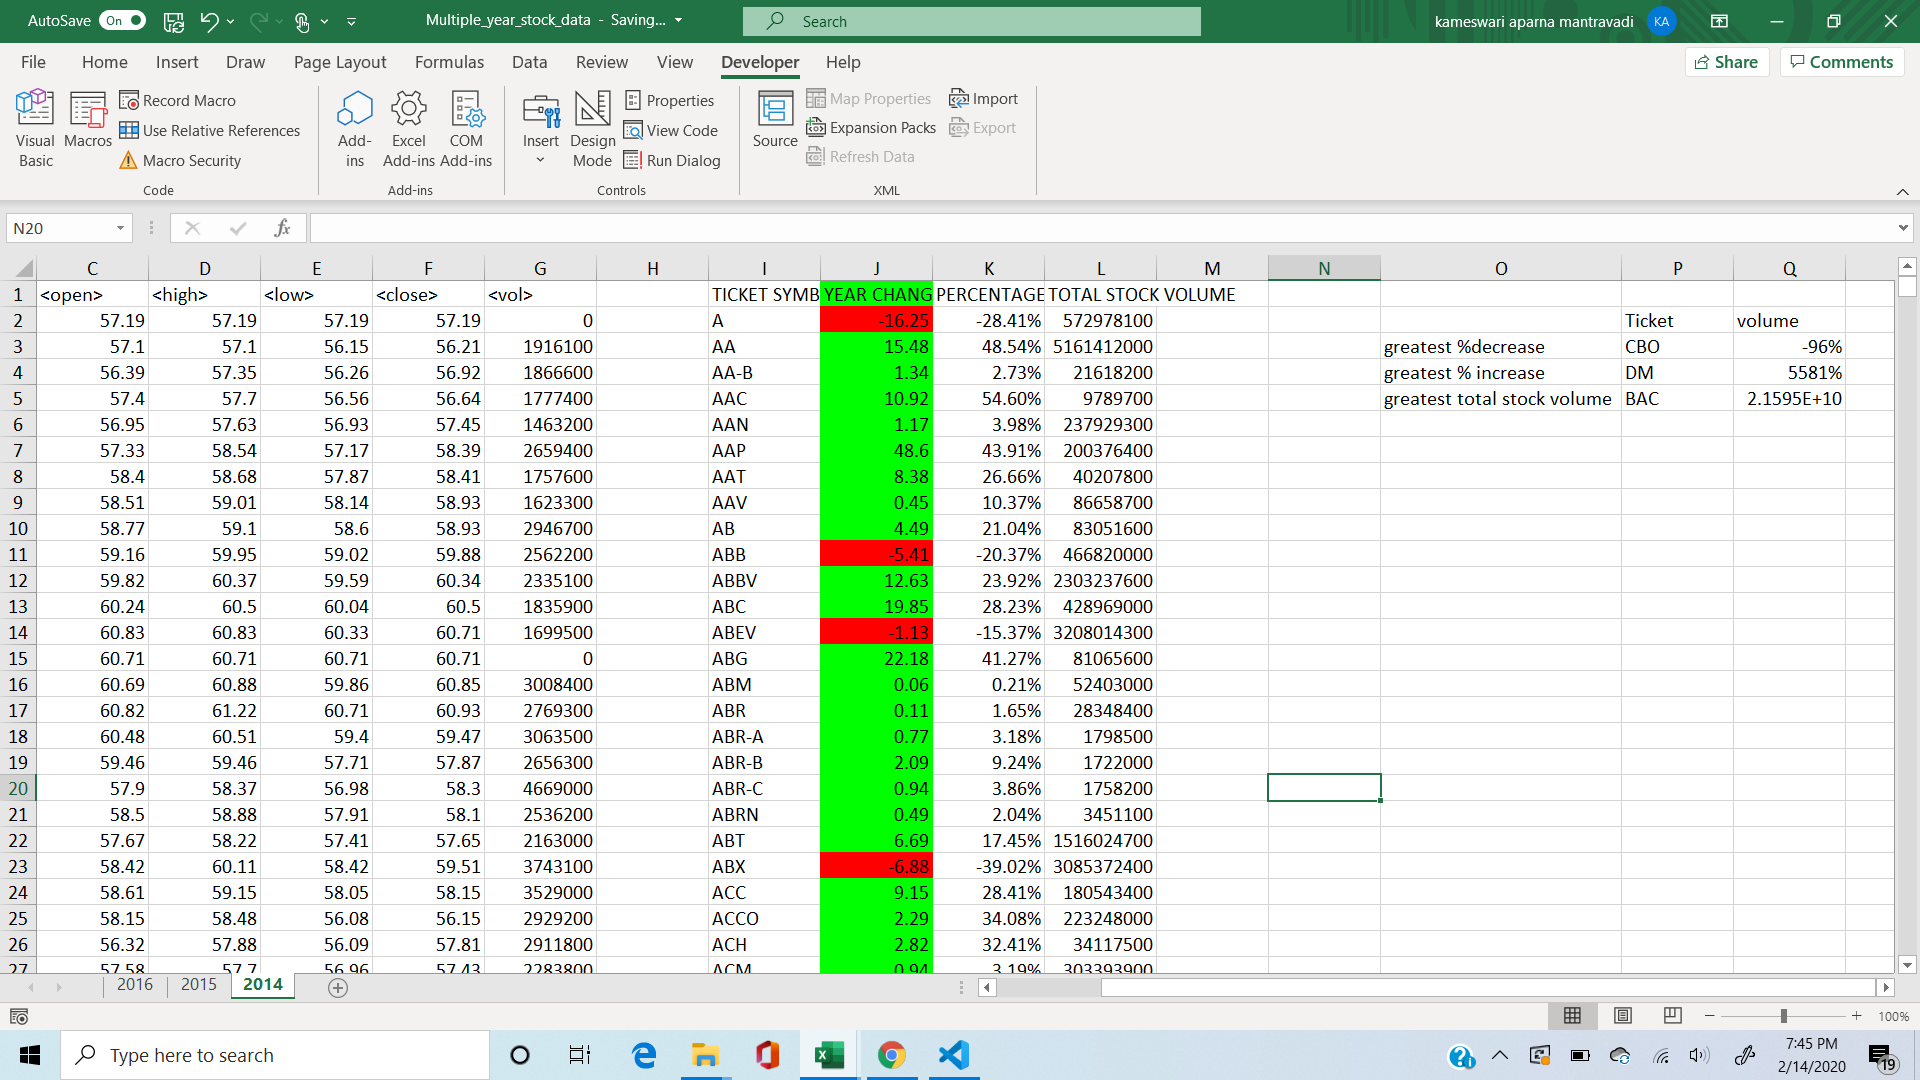 AutoSave On Multiple_year_stock_data - Saving... Search kameswari aparna mantravadi KA
File Home Insert Draw Page Layout Formulas Data Review View Developer Help Share Comments
Visual Basic Macros Record Macro Use Relative References Macro Security Code
Add-ins Excel Add-ins COM Add-ins Add-ins
Insert Design Mode Properties View Code Run Dialog Controls
Source Map Properties Expansion Packs Refresh Data Import Export XML
N20 fx
C D E F G H I J K L M N O P Q
1 <open> <high> <low> <close> <vol> TICKET SYMB YEAR CHANG PERCENTAGE TOTAL STOCK VOLUME
2 57.19 57.19 57.19 57.19 0 A -16.25 -28.41% 572978100 Ticket volume
3 57.1 57.1 56.15 56.21 1916100 AA 15.48 48.54% 5161412000 greatest %decrease CBO -96%
4 56.39 57.35 56.26 56.92 1866600 AA-B 1.34 2.73% 21618200 greatest % increase DM 5581%
5 57.4 57.7 56.56 56.64 1777400 AAC 10.92 54.60% 9789700 greatest total stock volume BAC 2.1595E+10
6 56.95 57.63 56.93 57.45 1463200 AAN 1.17 3.98% 237929300
7 57.33 58.54 57.17 58.39 2659400 AAP 48.6 43.91% 200376400
8 58.4 58.68 57.87 58.41 1757600 AAT 8.38 26.66% 40207800
9 58.51 59.01 58.14 58.93 1623300 AAV 0.45 10.37% 86658700
10 58.77 59.1 58.6 58.93 2946700 AB 4.49 21.04% 83051600
11 59.16 59.95 59.02 59.88 2562200 ABB -5.41 -20.37% 466820000
12 59.82 60.37 59.59 60.34 2335100 ABBV 12.63 23.92% 2303237600
13 60.24 60.5 60.04 60.5 1835900 ABC 19.85 28.23% 428969000
14 60.83 60.83 60.33 60.71 1699500 ABEV -1.13 -15.37% 3208014300
15 60.71 60.71 60.71 60.71 0 ABG 22.18 41.27% 81065600
16 60.69 60.88 59.86 60.85 3008400 ABM 0.06 0.21% 52403000
17 60.82 61.22 60.71 60.93 2769300 ABR 0.11 1.65% 28348400
18 60.48 60.51 59.4 59.47 3063500 ABR-A 0.77 3.18% 1798500
19 59.46 59.46 57.71 57.87 2656300 ABR-B 2.09 9.24% 1722000
20 57.9 58.37 56.98 58.3 4669000 ABR-C 0.94 3.86% 1758200
21 58.5 58.88 57.91 58.1 2536200 ABRN 0.49 2.04% 3451100
22 57.67 58.22 57.41 57.65 2163000 ABT 6.69 17.45% 1516024700
23 58.42 60.11 58.42 59.51 3743100 ABX -6.88 -39.02% 3085372400
24 58.61 59.15 58.05 58.15 3529000 ACC 9.15 28.41% 180543400
25 58.15 58.48 56.08 56.15 2929200 ACCO 2.29 34.08% 223248000
26 56.32 57.88 56.09 57.81 2911800 ACH 2.82 32.41% 34117500
27 57.58 57.7 56.96 57.43 2283800 ACM 0.94 3.19% 303393900
2016 2015 2014
100%
Type here to search 7:45 PM
2/14/2020 19